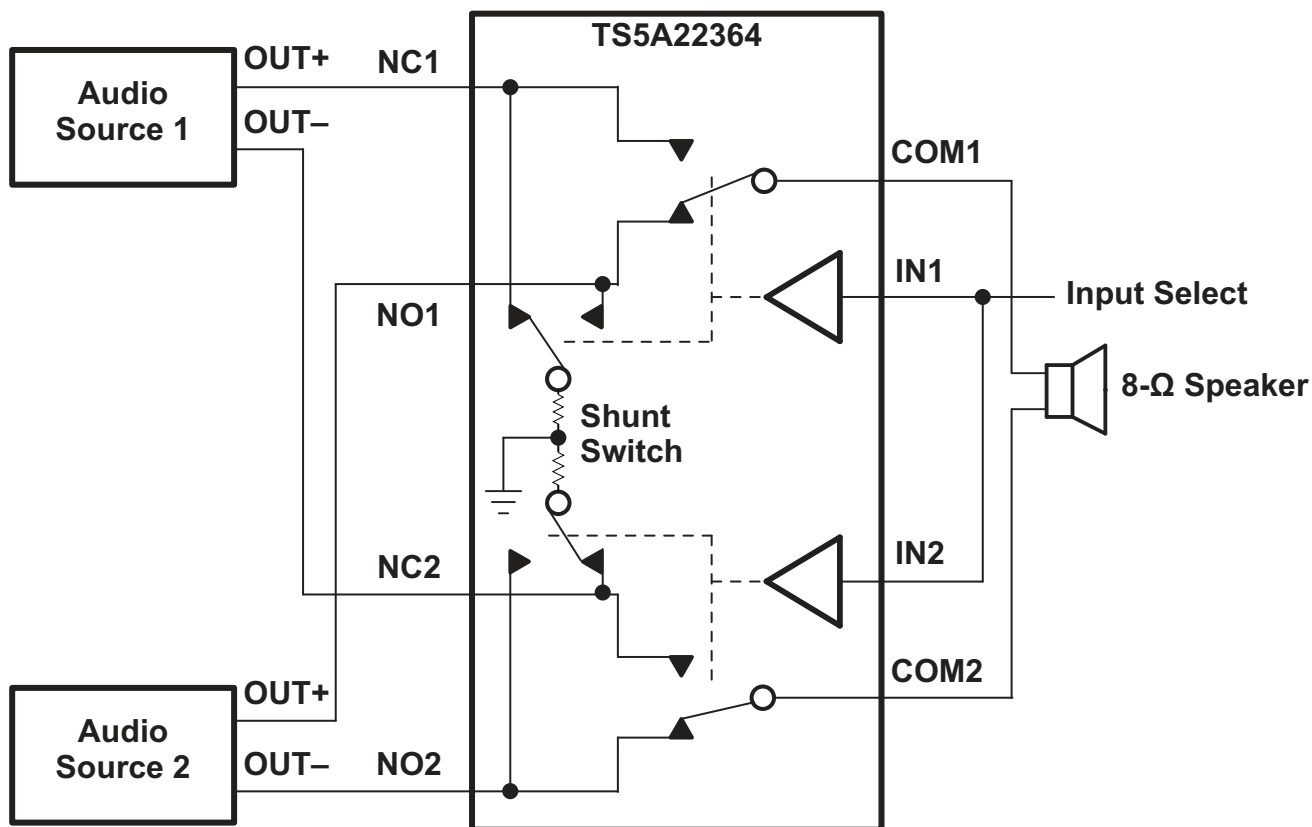 TS5A22364
OUT+
NC1
Audio
Source 1
OUT–
COM1
IN1
Input Select
NO1
8-Ω Speaker
Shunt
Switch
IN2
NC2
COM2
OUT+
Audio
Source 2
OUT–
NO2